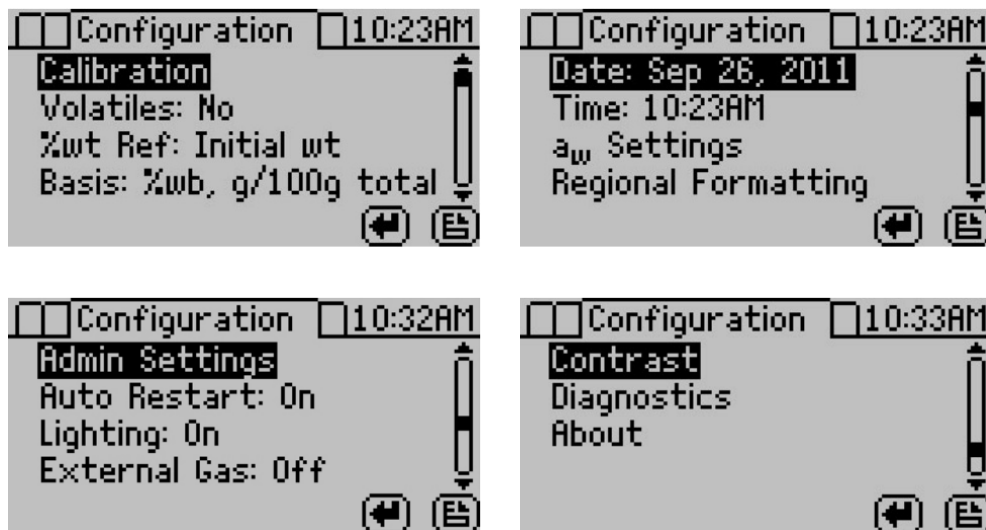 Configuration 10:23AM
Calibration
Volatiles: No
%wt Ref: Initial wt
Basis: %wb, g/100g total
Configuration 10:23AM
Date: Sep 26, 2011
Time: 10:23AM
aw Settings
Regional Formatting
Configuration 10:32AM
Admin Settings
Auto Restart: On
Lighting: On
External Gas: Off
Configuration 10:33AM
Contrast
Diagnostics
About